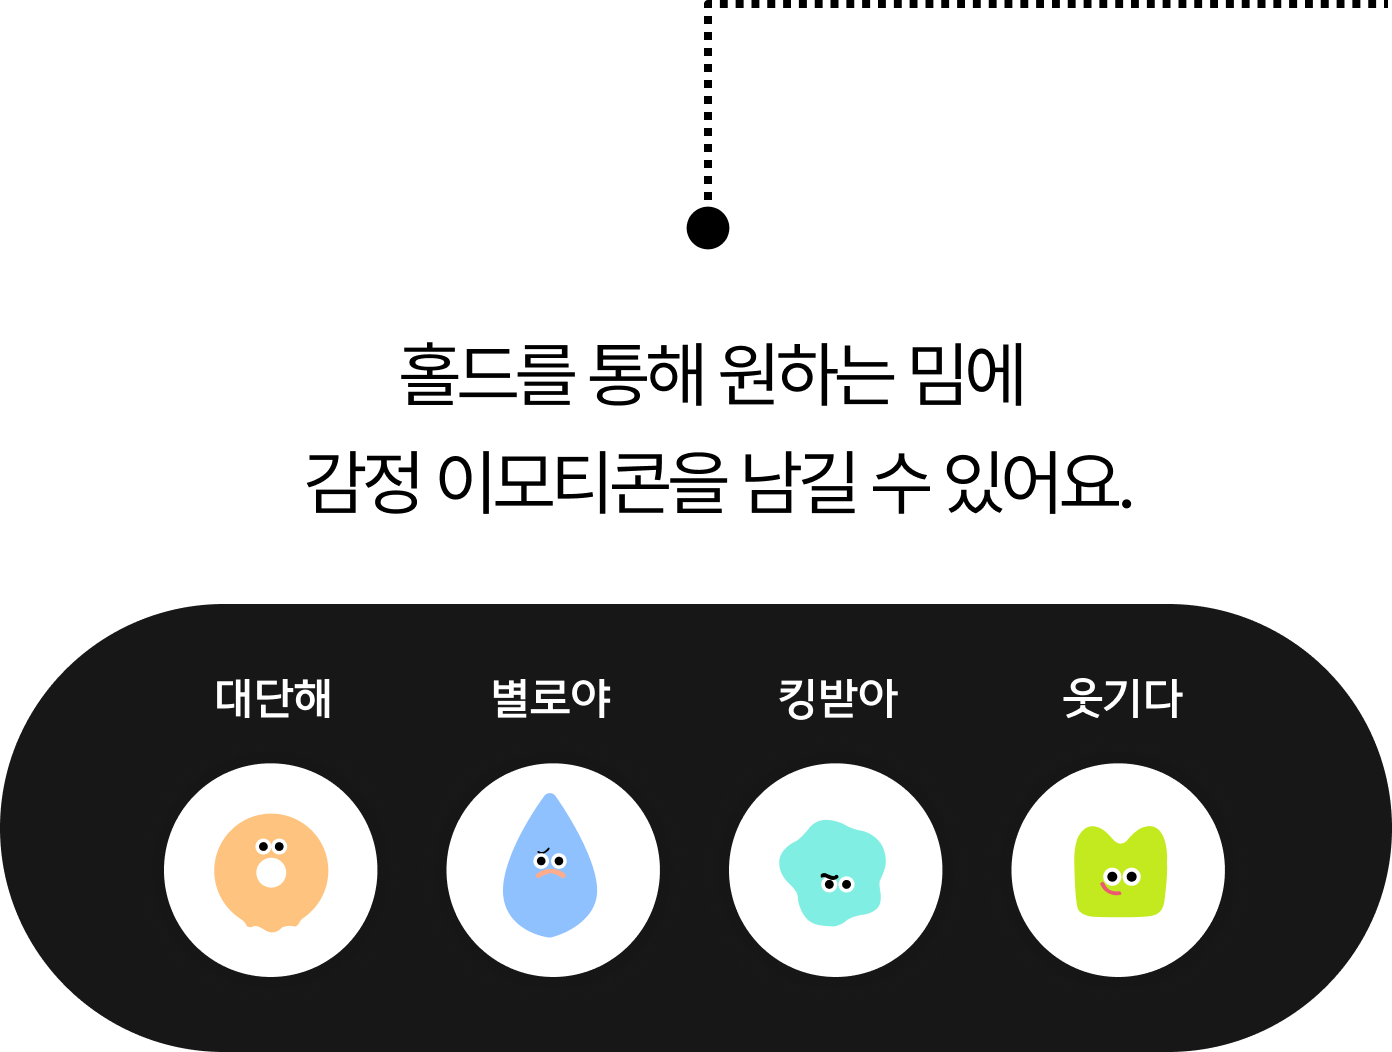 홀드를 통해 원하는 밈에
감정 이모티콘을 남길 수 있어요.
대단해 별로야 킹받아 웃기다